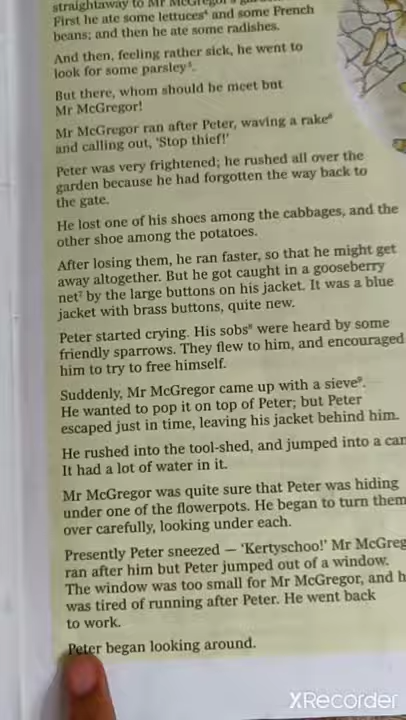 straightaway to Mr McGregor's
First he ate some lettuces⁴ and some French
beans; and then he ate some radishes.
And then, feeling rather sick, he went to
look for some parsley⁵.
But there, whom should he meet but
Mr McGregor!
Mr McGregor ran after Peter, waving a rake⁶
and calling out, 'Stop thief!'
Peter was very frightened; he rushed all over the
garden because he had forgotten the way back to
the gate.
He lost one of his shoes among the cabbages, and the
other shoe among the potatoes.
After losing them, he ran faster, so that he might get
away altogether. But he got caught in a gooseberry
net⁷ by the large buttons on his jacket. It was a blue
jacket with brass buttons, quite new.
Peter started crying. His sobs⁸ were heard by some
friendly sparrows. They flew to him, and encouraged
him to try to free himself.
Suddenly, Mr McGregor came up with a sieve⁹.
He wanted to pop it on top of Peter; but Peter
escaped just in time, leaving his jacket behind him.
He rushed into the tool-shed, and jumped into a can
It had a lot of water in it.
Mr McGregor was quite sure that Peter was hiding
under one of the flowerpots. He began to turn them
over carefully, looking under each.
Presently Peter sneezed — 'Kertyschoo!' Mr McGreg
ran after him but Peter jumped out of a window.
The window was too small for Mr McGregor, and h
was tired of running after Peter. He went back
to work.
Peter began looking around.
XRecorder